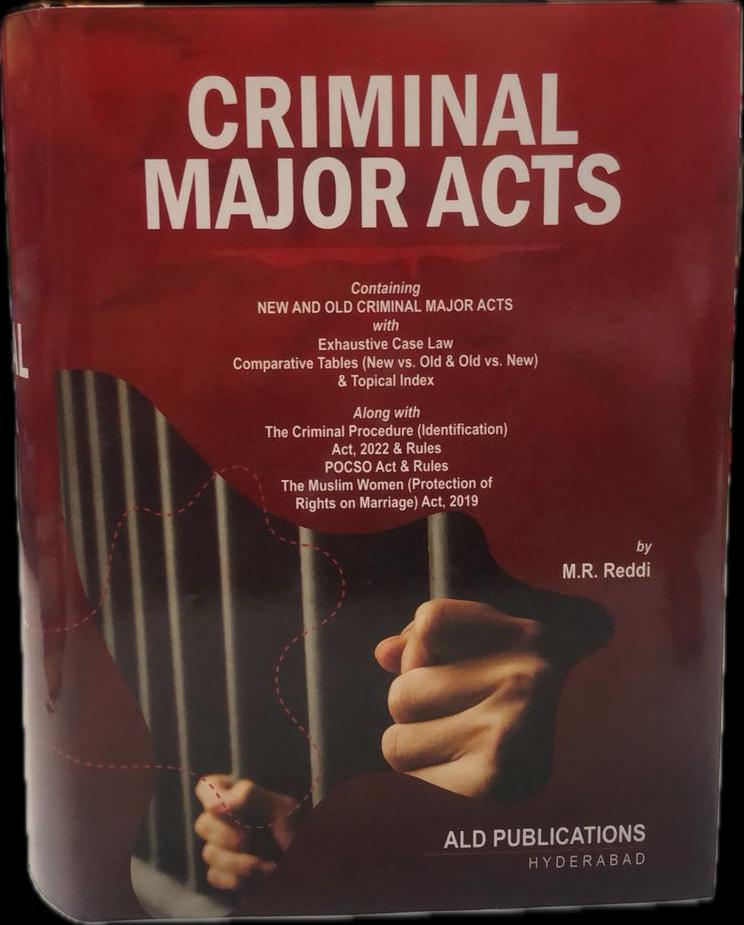 CRIMINAL
MAJOR ACTS
Containing
NEW AND OLD CRIMINAL MAJOR ACTS
with
Exhaustive Case Law
Comparative Tables (New vs. Old & Old vs. New)
& Topical Index
Along with
The Criminal Procedure (Identification)
Act, 2022 & Rules
POCSO Act & Rules
The Muslim Women (Protection of
Rights on Marriage) Act, 2019
by
M.R. Reddi
ALD PUBLICATIONS
HYDERABAD